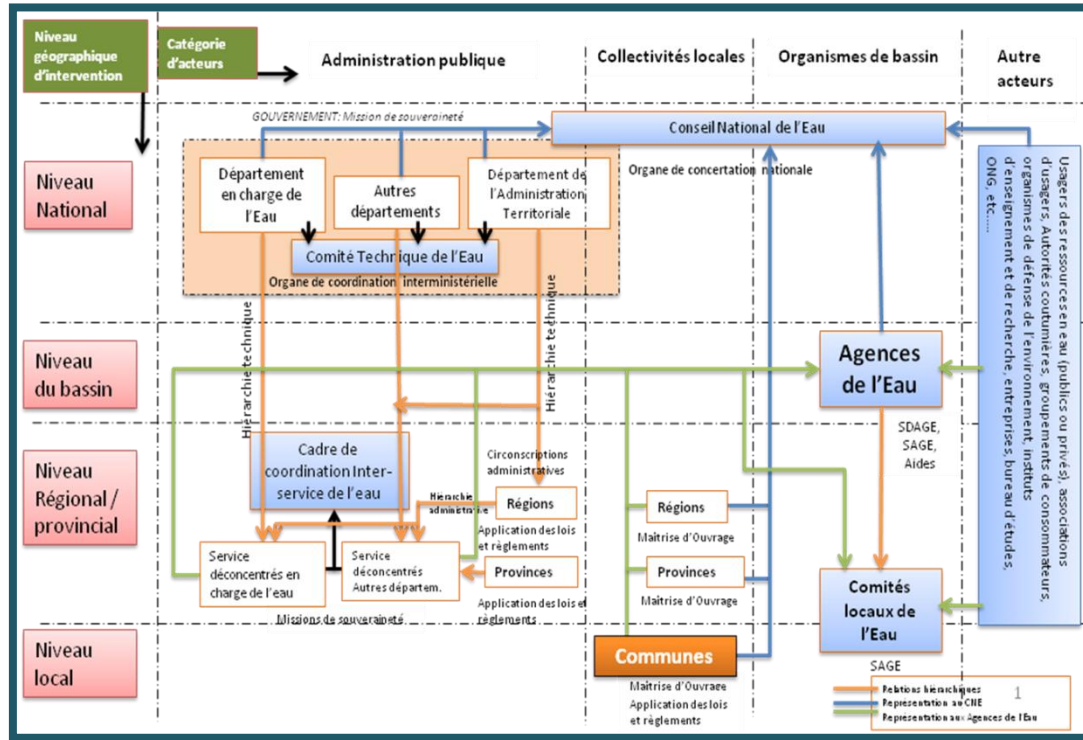 Niveau
géographique
d'intervention
Catégorie
d'acteurs
Administration publique
Collectivités locales
Organismes de bassin
Autre
acteurs
GOUVERNEMENT: Mission de souveraineté
Conseil National de l'Eau
Organe de concertation nationale
Niveau
National
Département
en charge de
l'Eau
Autres
départements
Département de
l'Administration
Territoriale
Comité Technique de l'Eau
Organe de coordination interministérielle
Usagers des ressources en eau (publics ou privés), associations
d'usagers, Autorités coutumières, groupements de consommateurs,
organismes de défense de l'environnement, instituts
d'enseignement et de recherche, entreprises, bureau d'études,
ONG, etc.....
Hiérarchie technique
Hiérarchie technique
Niveau
du bassin
Agences
de l'Eau
SDAGE,
SAGE,
Aides
Niveau
Régional /
provincial
Cadre de
coordination Inter-
service de l'eau
Circonscriptions
administratives
Hiérarchie
administrative
Régions
Application des lois
et règlements
Régions
Maîtrise d'Ouvrage
Service
déconcentrés en
charge de l'eau
Service
déconcentrés
Autres départem.
Provinces
Application des lois et
règlements
Provinces
Maîtrise d'Ouvrage
Comités
locaux de
l'Eau
Missions de souveraineté
Niveau
local
Communes
Maîtrise d'Ouvrage
Application des lois
et règlements
SAGE
Relations hiérarchiques
Représentation au CNE
Représentation aux Agences de l'Eau
1